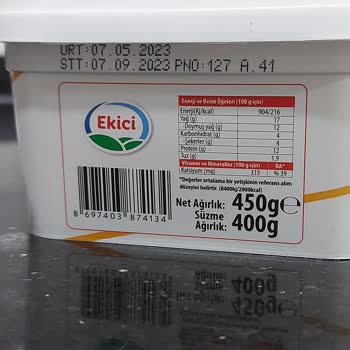 URT:07.05.2023
STT:07.09.2023 PNO:127 A.41
Ekici
Enerji ve Besin Öğeleri (100 g için)
Enerji(Kj/kcal) 904/216
Yağ (g) 17
-Doymuş yağ (g) 12
Karbonhidrat (g) 4
-Şekerler (g) 4
Protein (g) 12
Tuz (g) 1.9
Vitamin ve Mineraller (100 g için) BA*
Kalsiyum (mg) 313 % 39
*Değerler ortalama bir yetişkinin referans alım
düzeyini belirtir. (8400kj/2000kcal)
Net Ağırlık: 450g℮
Süzme
Ağırlık: 400g
8 697403 874134